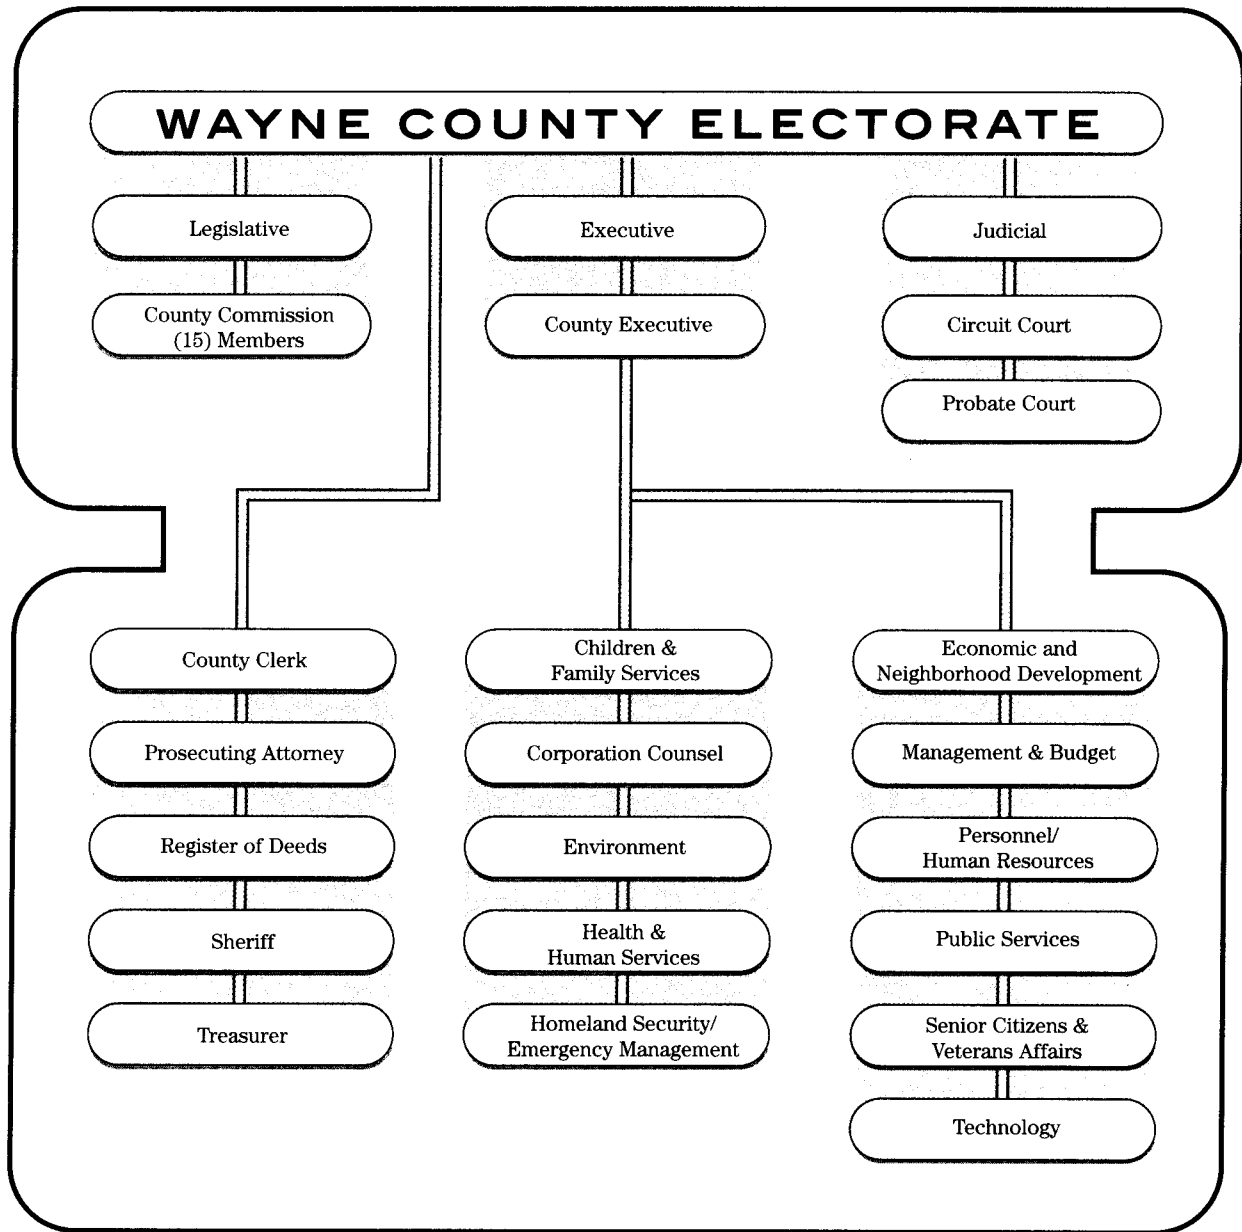 WAYNE COUNTY ELECTORATE
Legislative
County Commission
(15) Members
Executive
County Executive
Judicial
Circuit Court
Probate Court
County Clerk
Prosecuting Attorney
Register of Deeds
Sheriff
Treasurer
Children &
Family Services
Corporation Counsel
Environment
Health &
Human Services
Homeland Security/
Emergency Management
Economic and
Neighborhood Development
Management & Budget
Personnel/
Human Resources
Public Services
Senior Citizens &
Veterans Affairs
Technology